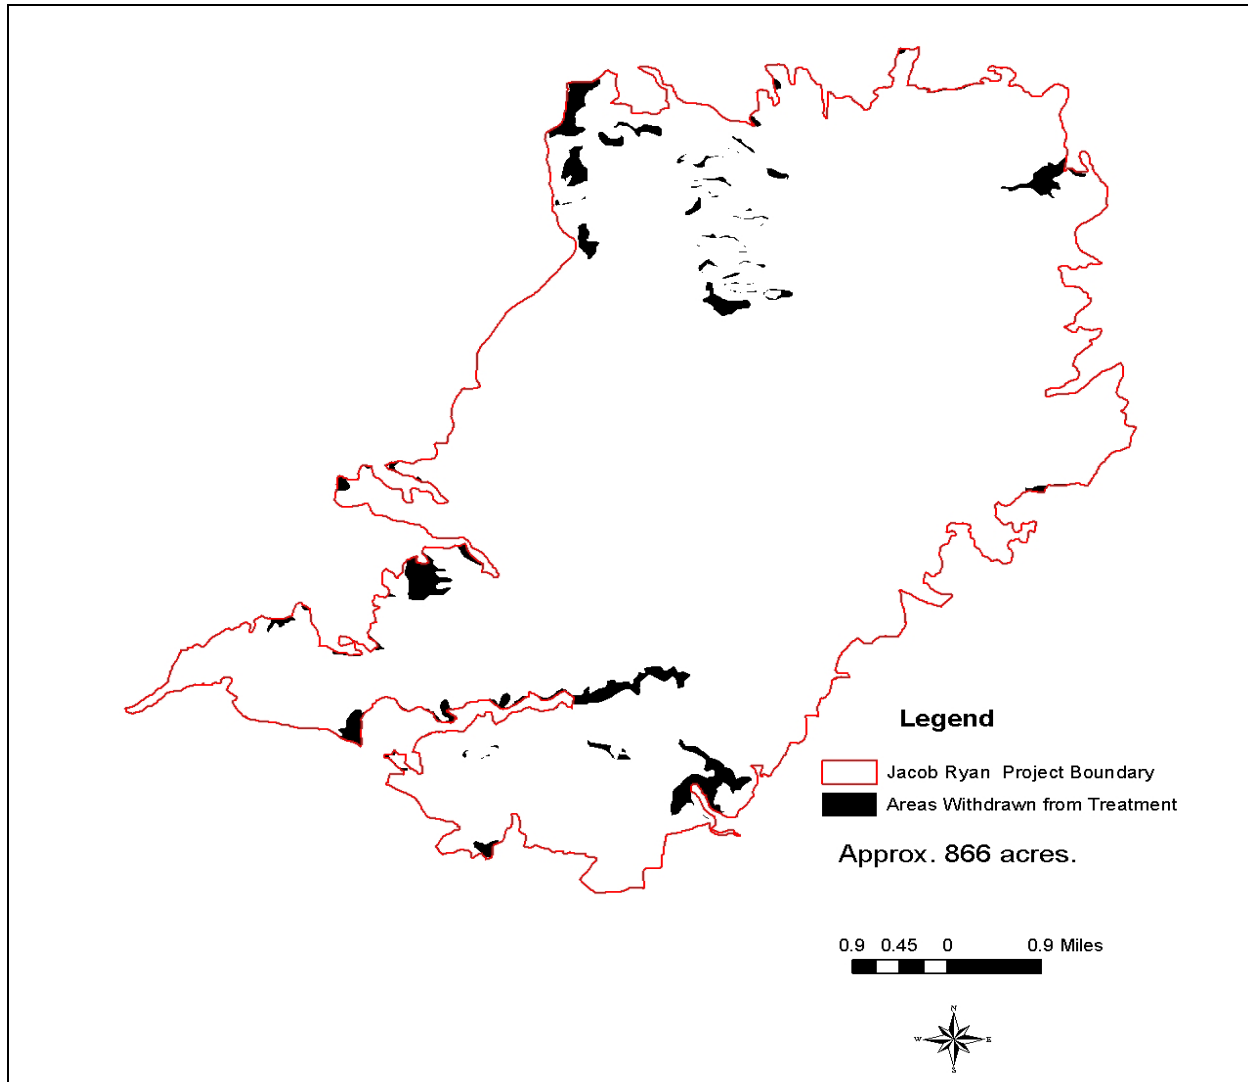 Legend
Jacob Ryan Project Boundary
Areas Withdrawn from Treatment
Approx. 866 acres.
0.9 0.45 0 0.9 Miles
N
W E
S